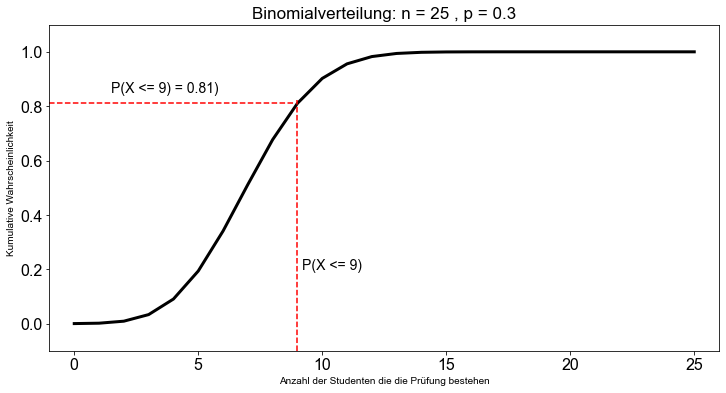 Binomialverteilung: n = 25 , p = 0.3
Kumulative Wahrscheinlichkeit
1.0
0.8
0.6
0.4
0.2
0.0
P(X <= 9) = 0.81)
P(X <= 9)
0 5 10 15 20 25
Anzahl der Studenten die die Prüfung bestehen